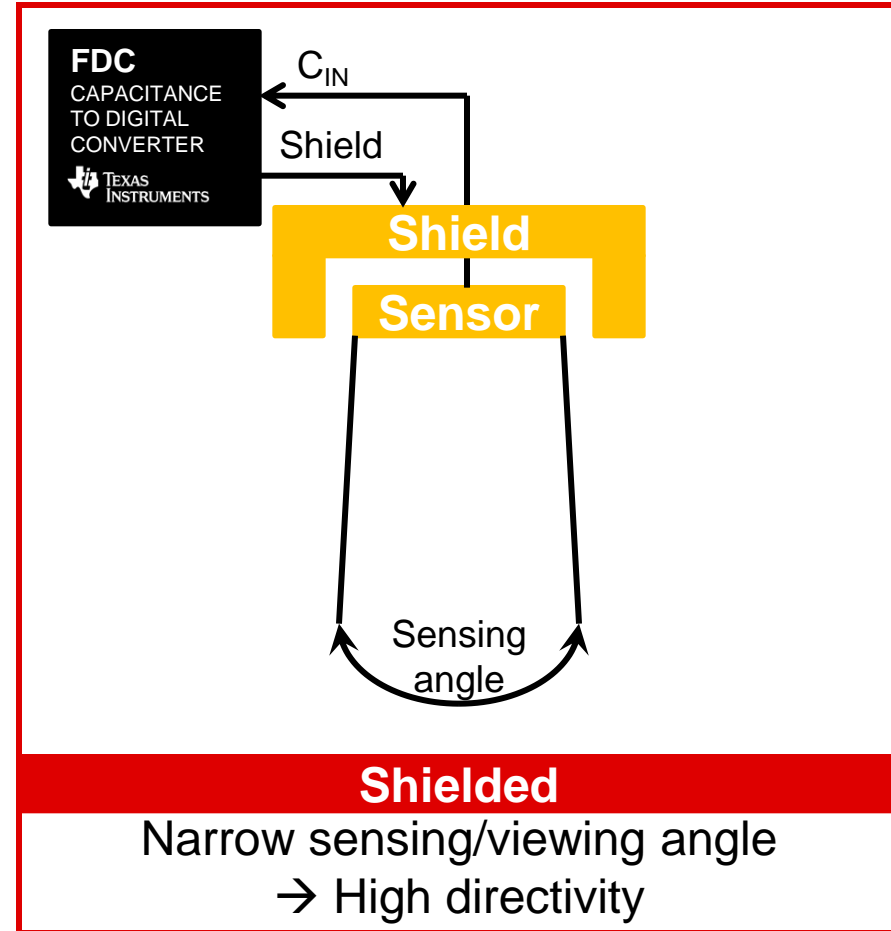 FDC
CAPACITANCE
TO DIGITAL
CONVERTER
TEXAS
INSTRUMENTS
C_IN
Shield
Shield
Sensor
Sensing
angle
Shielded
Narrow sensing/viewing angle
→ High directivity